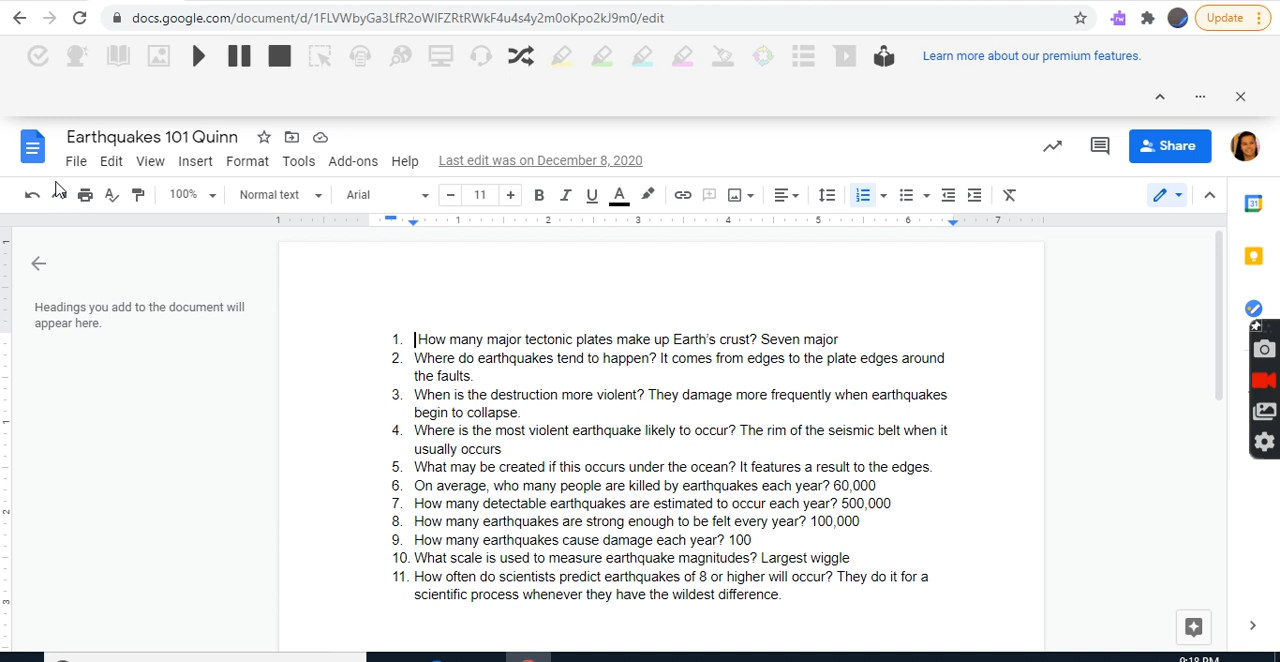 docs.google.com/document/d/1FLVWbyGa3LfR2oWIFZRtRWkF4u4s4y2m0oKpo2kJ9m0/edit
Update
Learn more about our premium features.
Earthquakes 101 Quinn
File Edit View Insert Format Tools Add-ons Help Last edit was on December 8, 2020
Share
100% Normal text Arial 11
1 1 2 3 4 5 6 7
Headings you add to the document will
appear here.
1. How many major tectonic plates make up Earth's crust? Seven major
2. Where do earthquakes tend to happen? It comes from edges to the plate edges around
the faults.
3. When is the destruction more violent? They damage more frequently when earthquakes
begin to collapse.
4. Where is the most violent earthquake likely to occur? The rim of the seismic belt when it
usually occurs
5. What may be created if this occurs under the ocean? It features a result to the edges.
6. On average, who many people are killed by earthquakes each year? 60,000
7. How many detectable earthquakes are estimated to occur each year? 500,000
8. How many earthquakes are strong enough to be felt every year? 100,000
9. How many earthquakes cause damage each year? 100
10. What scale is used to measure earthquake magnitudes? Largest wiggle
11. How often do scientists predict earthquakes of 8 or higher will occur? They do it for a
scientific process whenever they have the wildest difference.